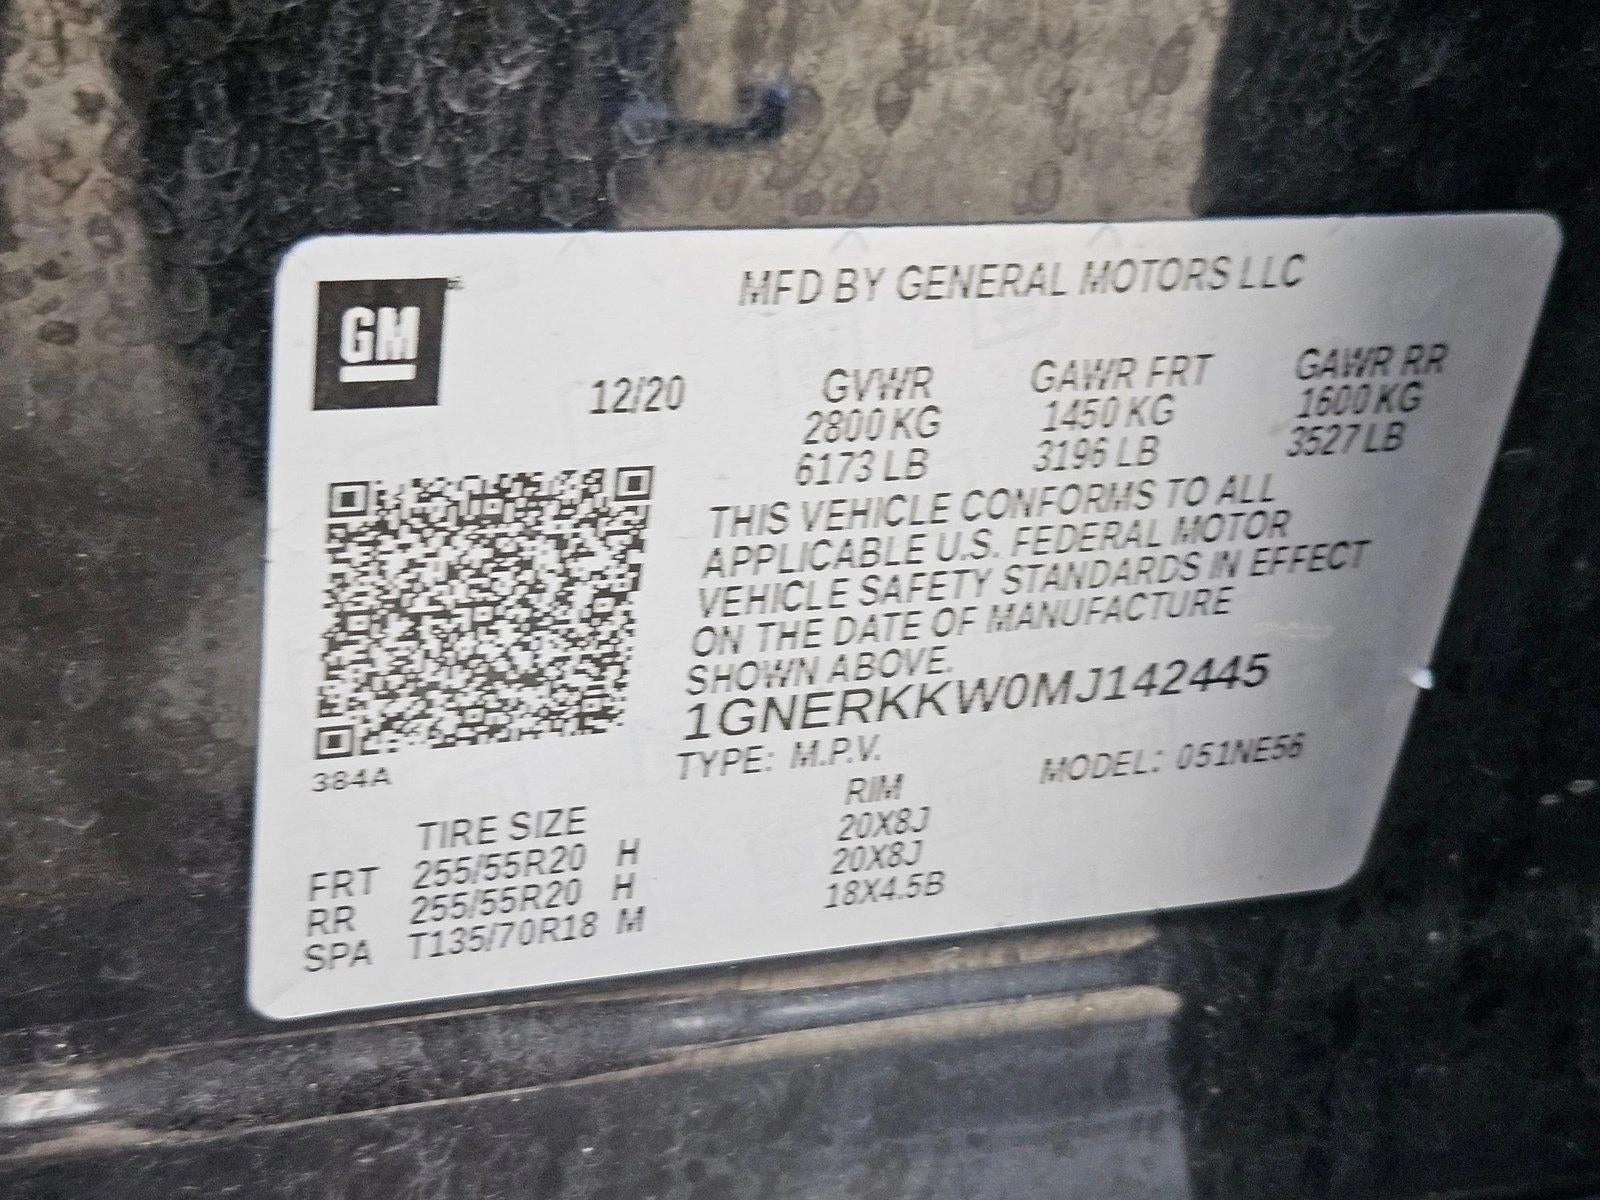 GM
MFD BY GENERAL MOTORS LLC
12/20 GVWR GAWR FRT GAWR RR
2800 KG 1450 KG 1600 KG
6173 LB 3196 LB 3527 LB
THIS VEHICLE CONFORMS TO ALL
APPLICABLE U.S. FEDERAL MOTOR
VEHICLE SAFETY STANDARDS IN EFFECT
ON THE DATE OF MANUFACTURE
SHOWN ABOVE.
1GNERKKW0MJ142445
384A
TYPE: M.P.V. MODEL: 051NE56
TIRE SIZE RIM
FRT 255/55R20 H 20X8J
RR 255/55R20 H 20X8J
SPA T135/70R18 M 18X4.5B